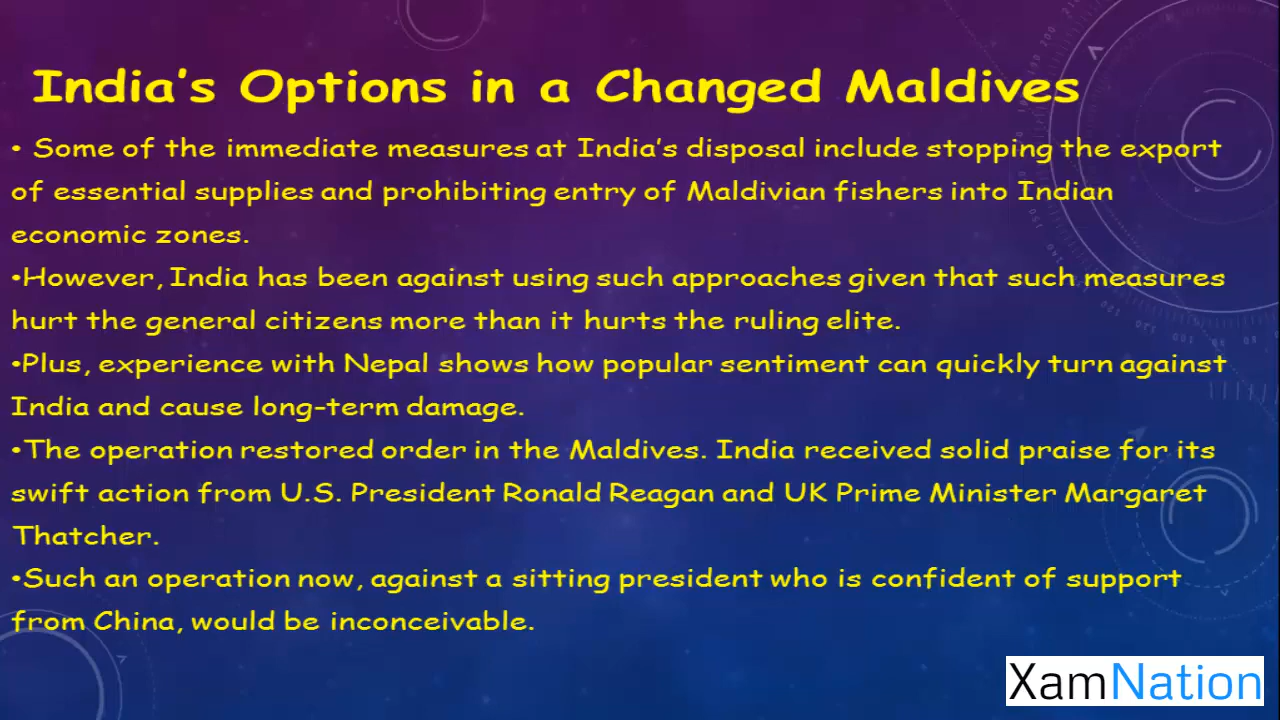 India's Options in a Changed Maldives
• Some of the immediate measures at India's disposal include stopping the export
of essential supplies and prohibiting entry of Maldivian fishers into Indian
economic zones.
•However, India has been against using such approaches given that such measures
hurt the general citizens more than it hurts the ruling elite.
•Plus, experience with Nepal shows how popular sentiment can quickly turn against
India and cause long-term damage.
•The operation restored order in the Maldives. India received solid praise for its
swift action from U.S. President Ronald Reagan and UK Prime Minister Margaret
Thatcher.
•Such an operation now, against a sitting president who is confident of support
from China, would be inconceivable.
XamNation